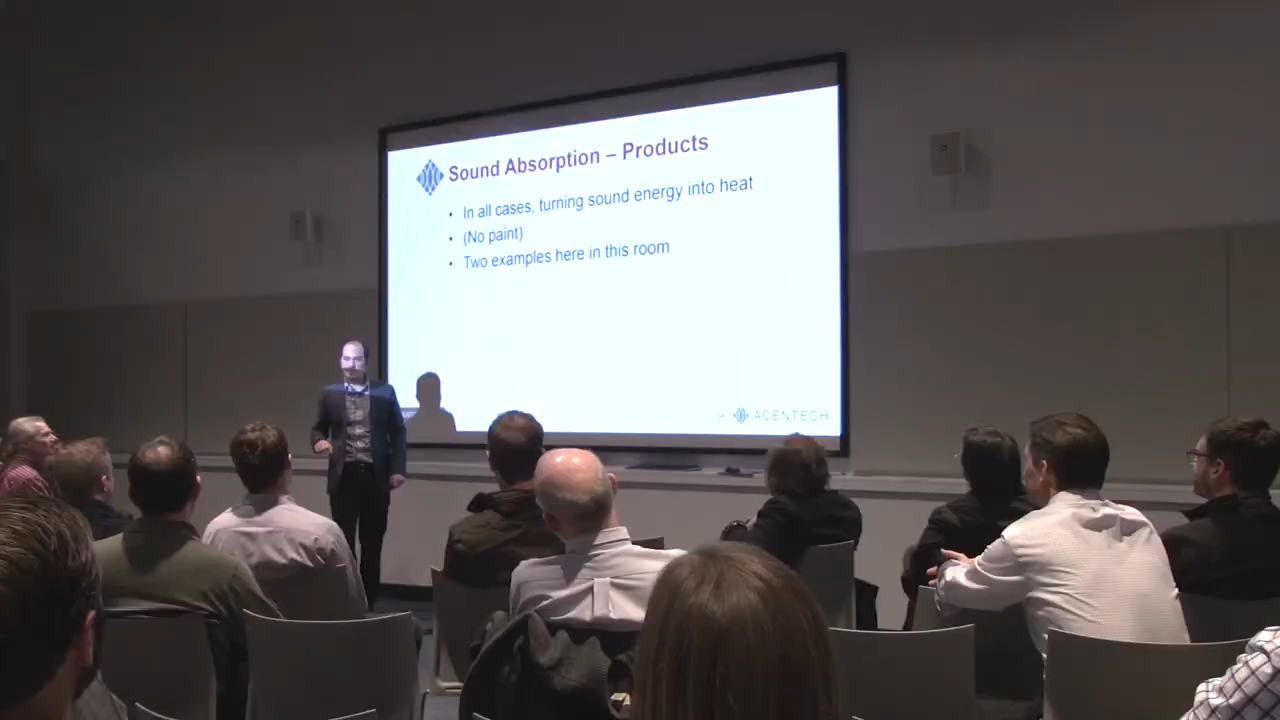 Sound Absorption – Products
• In all cases, turning sound energy into heat
• (No paint)
• Two examples here in this room
ACENTECH